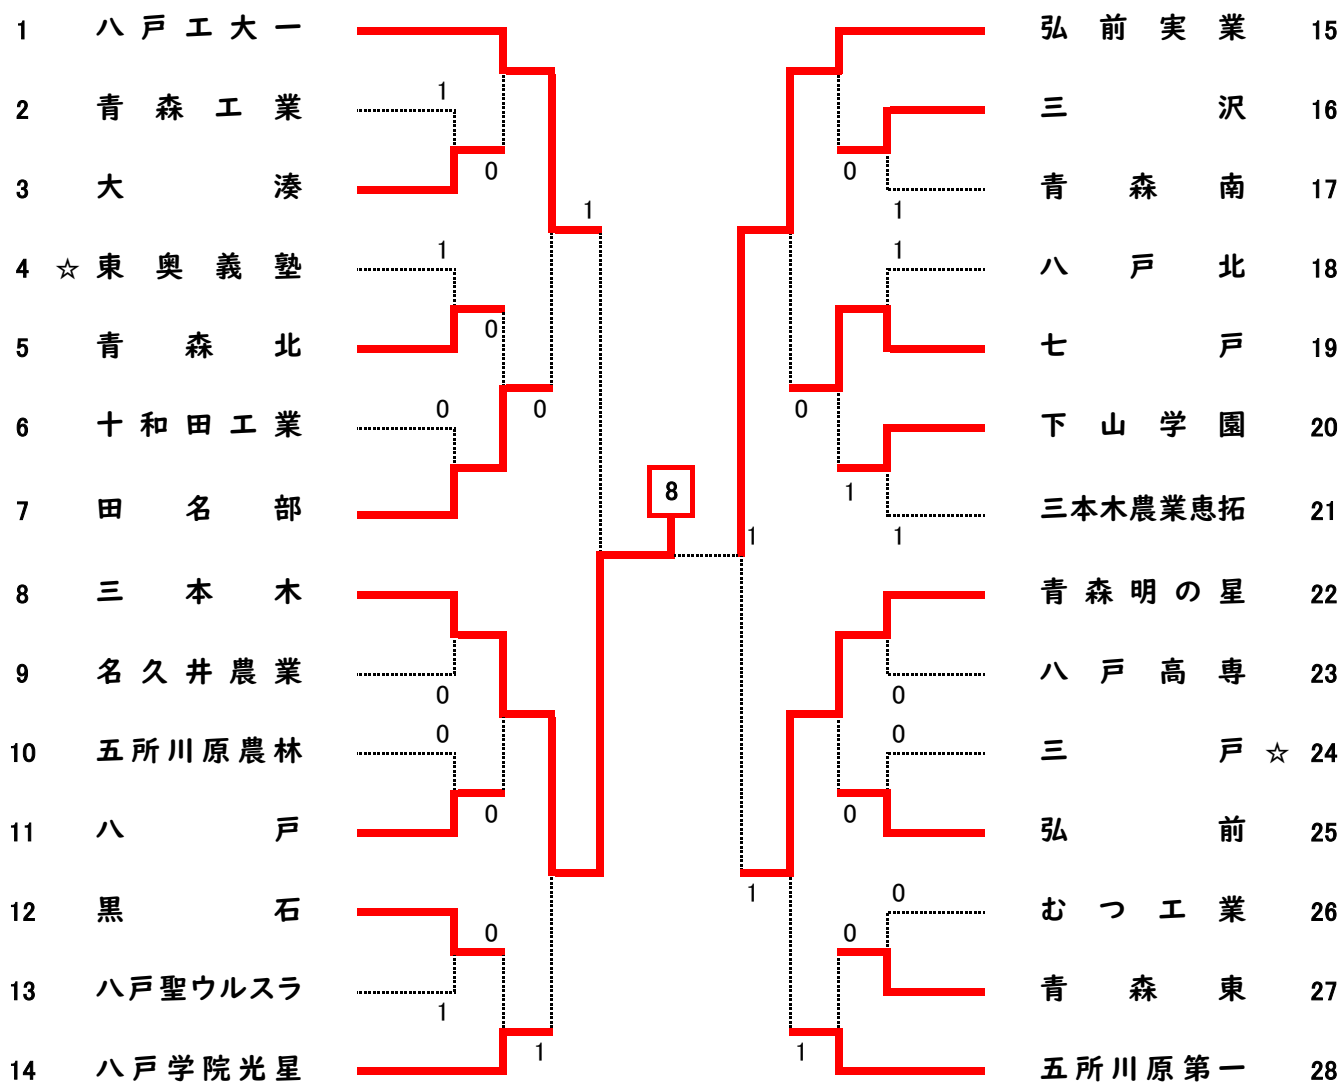 1 八戸工大一
2 青森工業
3 大湊
4 ☆ 東奥義塾
5 青森北
6 十和田工業
7 田名部
8 三本木
9 名久井農業
10 五所川原農林
11 八戸
12 黒石
13 八戸聖ウルスラ
14 八戸学院光星
1
0
1
1
0
0
0
0
0
0
0
1
1
8
1
0
1
1
0
1
1
1
0
0
0
0
0
1
1
弘前実業 15
三沢 16
青森南 17
八戸北 18
七戸 19
下山学園 20
三本木農業恵拓 21
青森明の星 22
八戸高専 23
三戸 ☆ 24
弘前 25
むつ工業 26
青森東 27
五所川原第一 28